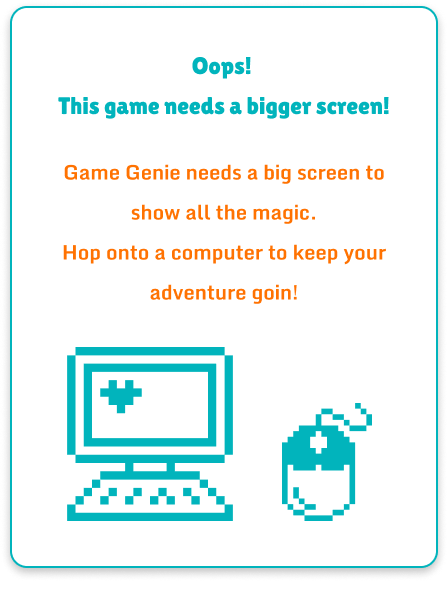 Oops!
This game needs a bigger screen!
Game Genie needs a big screen to
show all the magic.
Hop onto a computer to keep your
adventure goin!